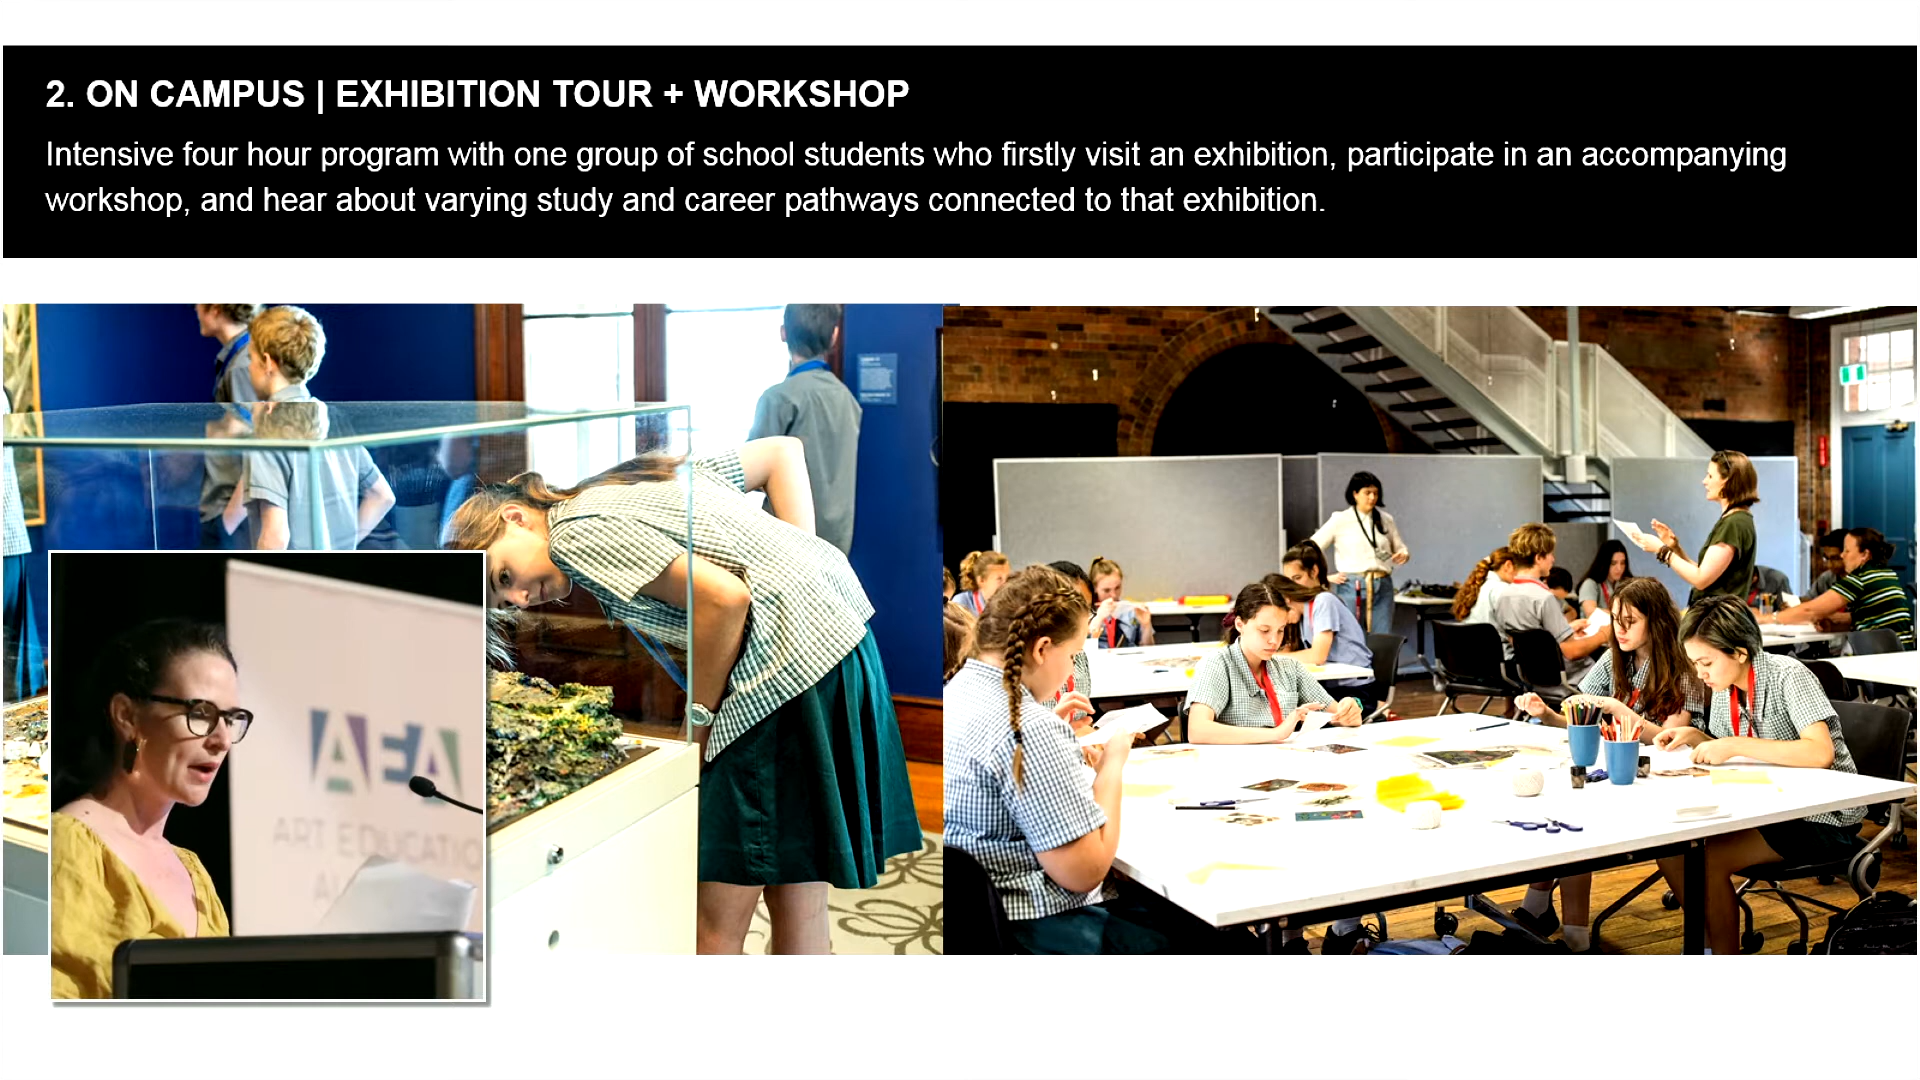 2. ON CAMPUS | EXHIBITION TOUR + WORKSHOP
Intensive four hour program with one group of school students who firstly visit an exhibition, participate in an accompanying
workshop, and hear about varying study and career pathways connected to that exhibition.
AEA
ART EDUCATIO